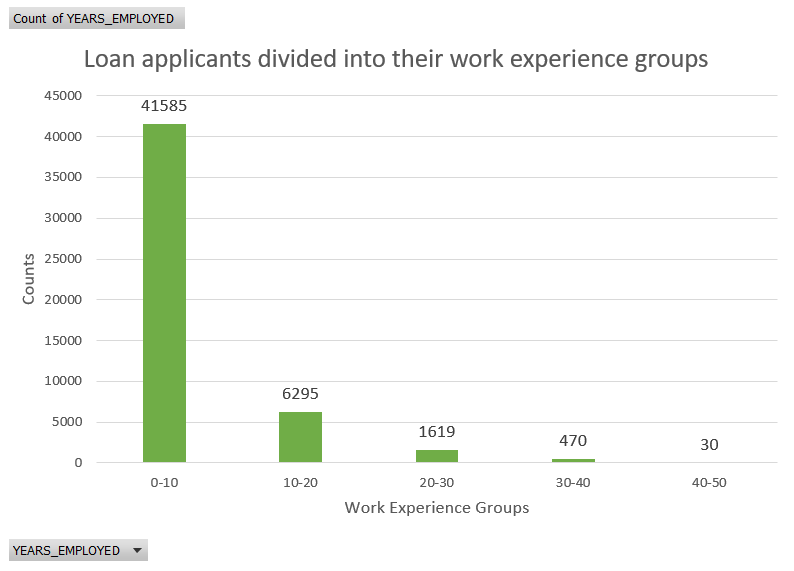 Count of YEARS_EMPLOYED
Loan applicants divided into their work experience groups
45000
41585
40000
35000
30000
25000
Counts
20000
15000
10000
6295
5000
1619
470
30
0
0-10 10-20 20-30 30-40 40-50
Work Experience Groups
YEARS_EMPLOYED